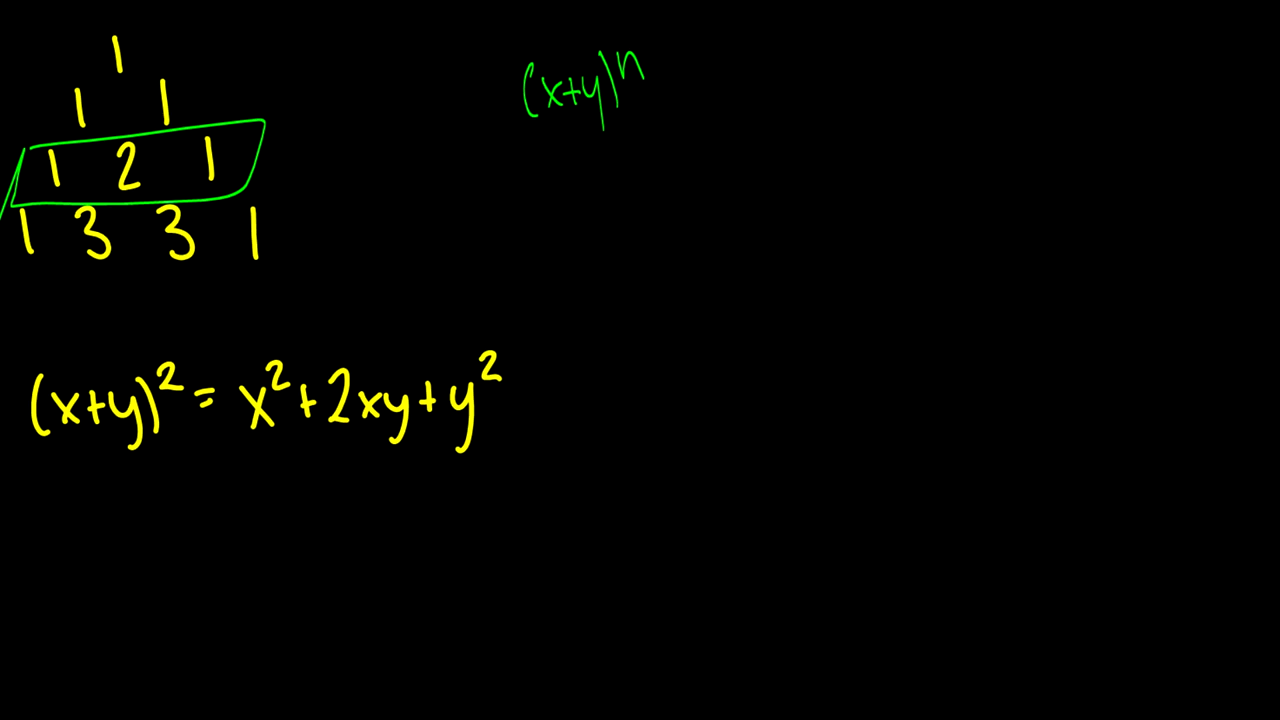 1
1 1
1 2 1
1 3 3 1
(x+y)^n
(x+y)^2 = x^2+2xy+y^2